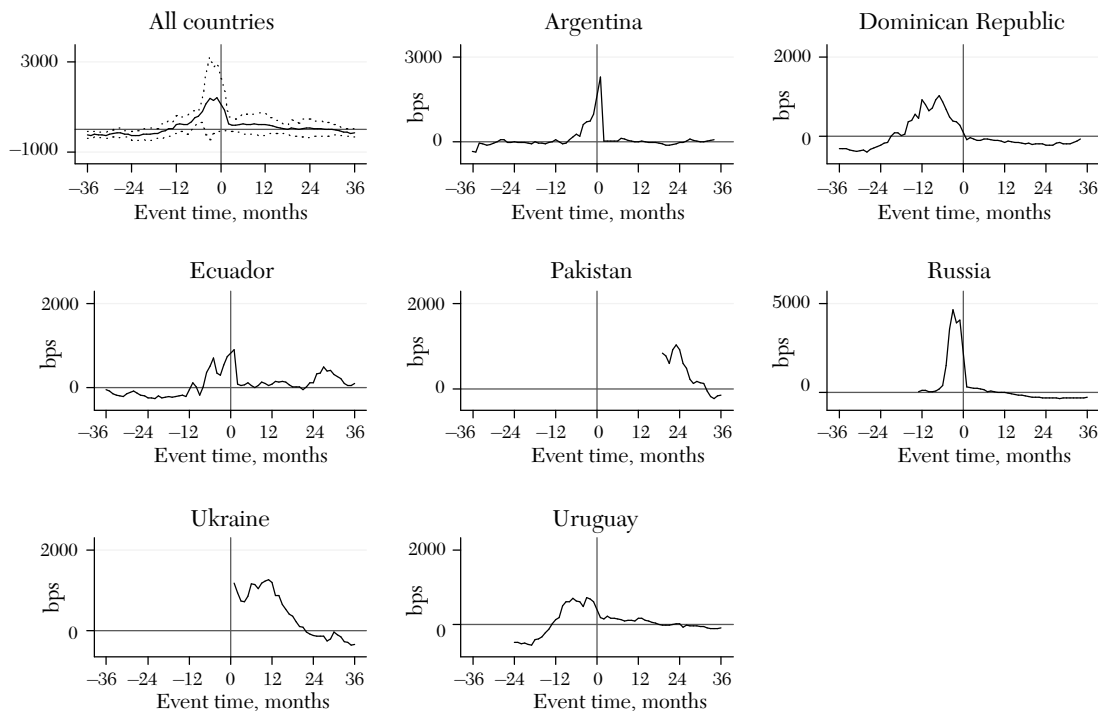 All countries
3000
−1000
−36 −24 −12 0 12 24 36
Event time, months
Argentina
bps
3000
0
−36 −24 −12 0 12 24 36
Event time, months
Dominican Republic
bps
2000
0
−36 −24 −12 0 12 24 36
Event time, months
Ecuador
bps
2000
0
−36 −24 −12 0 12 24 36
Event time, months
Pakistan
bps
2000
0
−36 −24 −12 0 12 24 36
Event time, months
Russia
bps
5000
0
−36 −24 −12 0 12 24 36
Event time, months
Ukraine
bps
2000
0
−36 −24 −12 0 12 24 36
Event time, months
Uruguay
bps
2000
0
−36 −24 −12 0 12 24 36
Event time, months